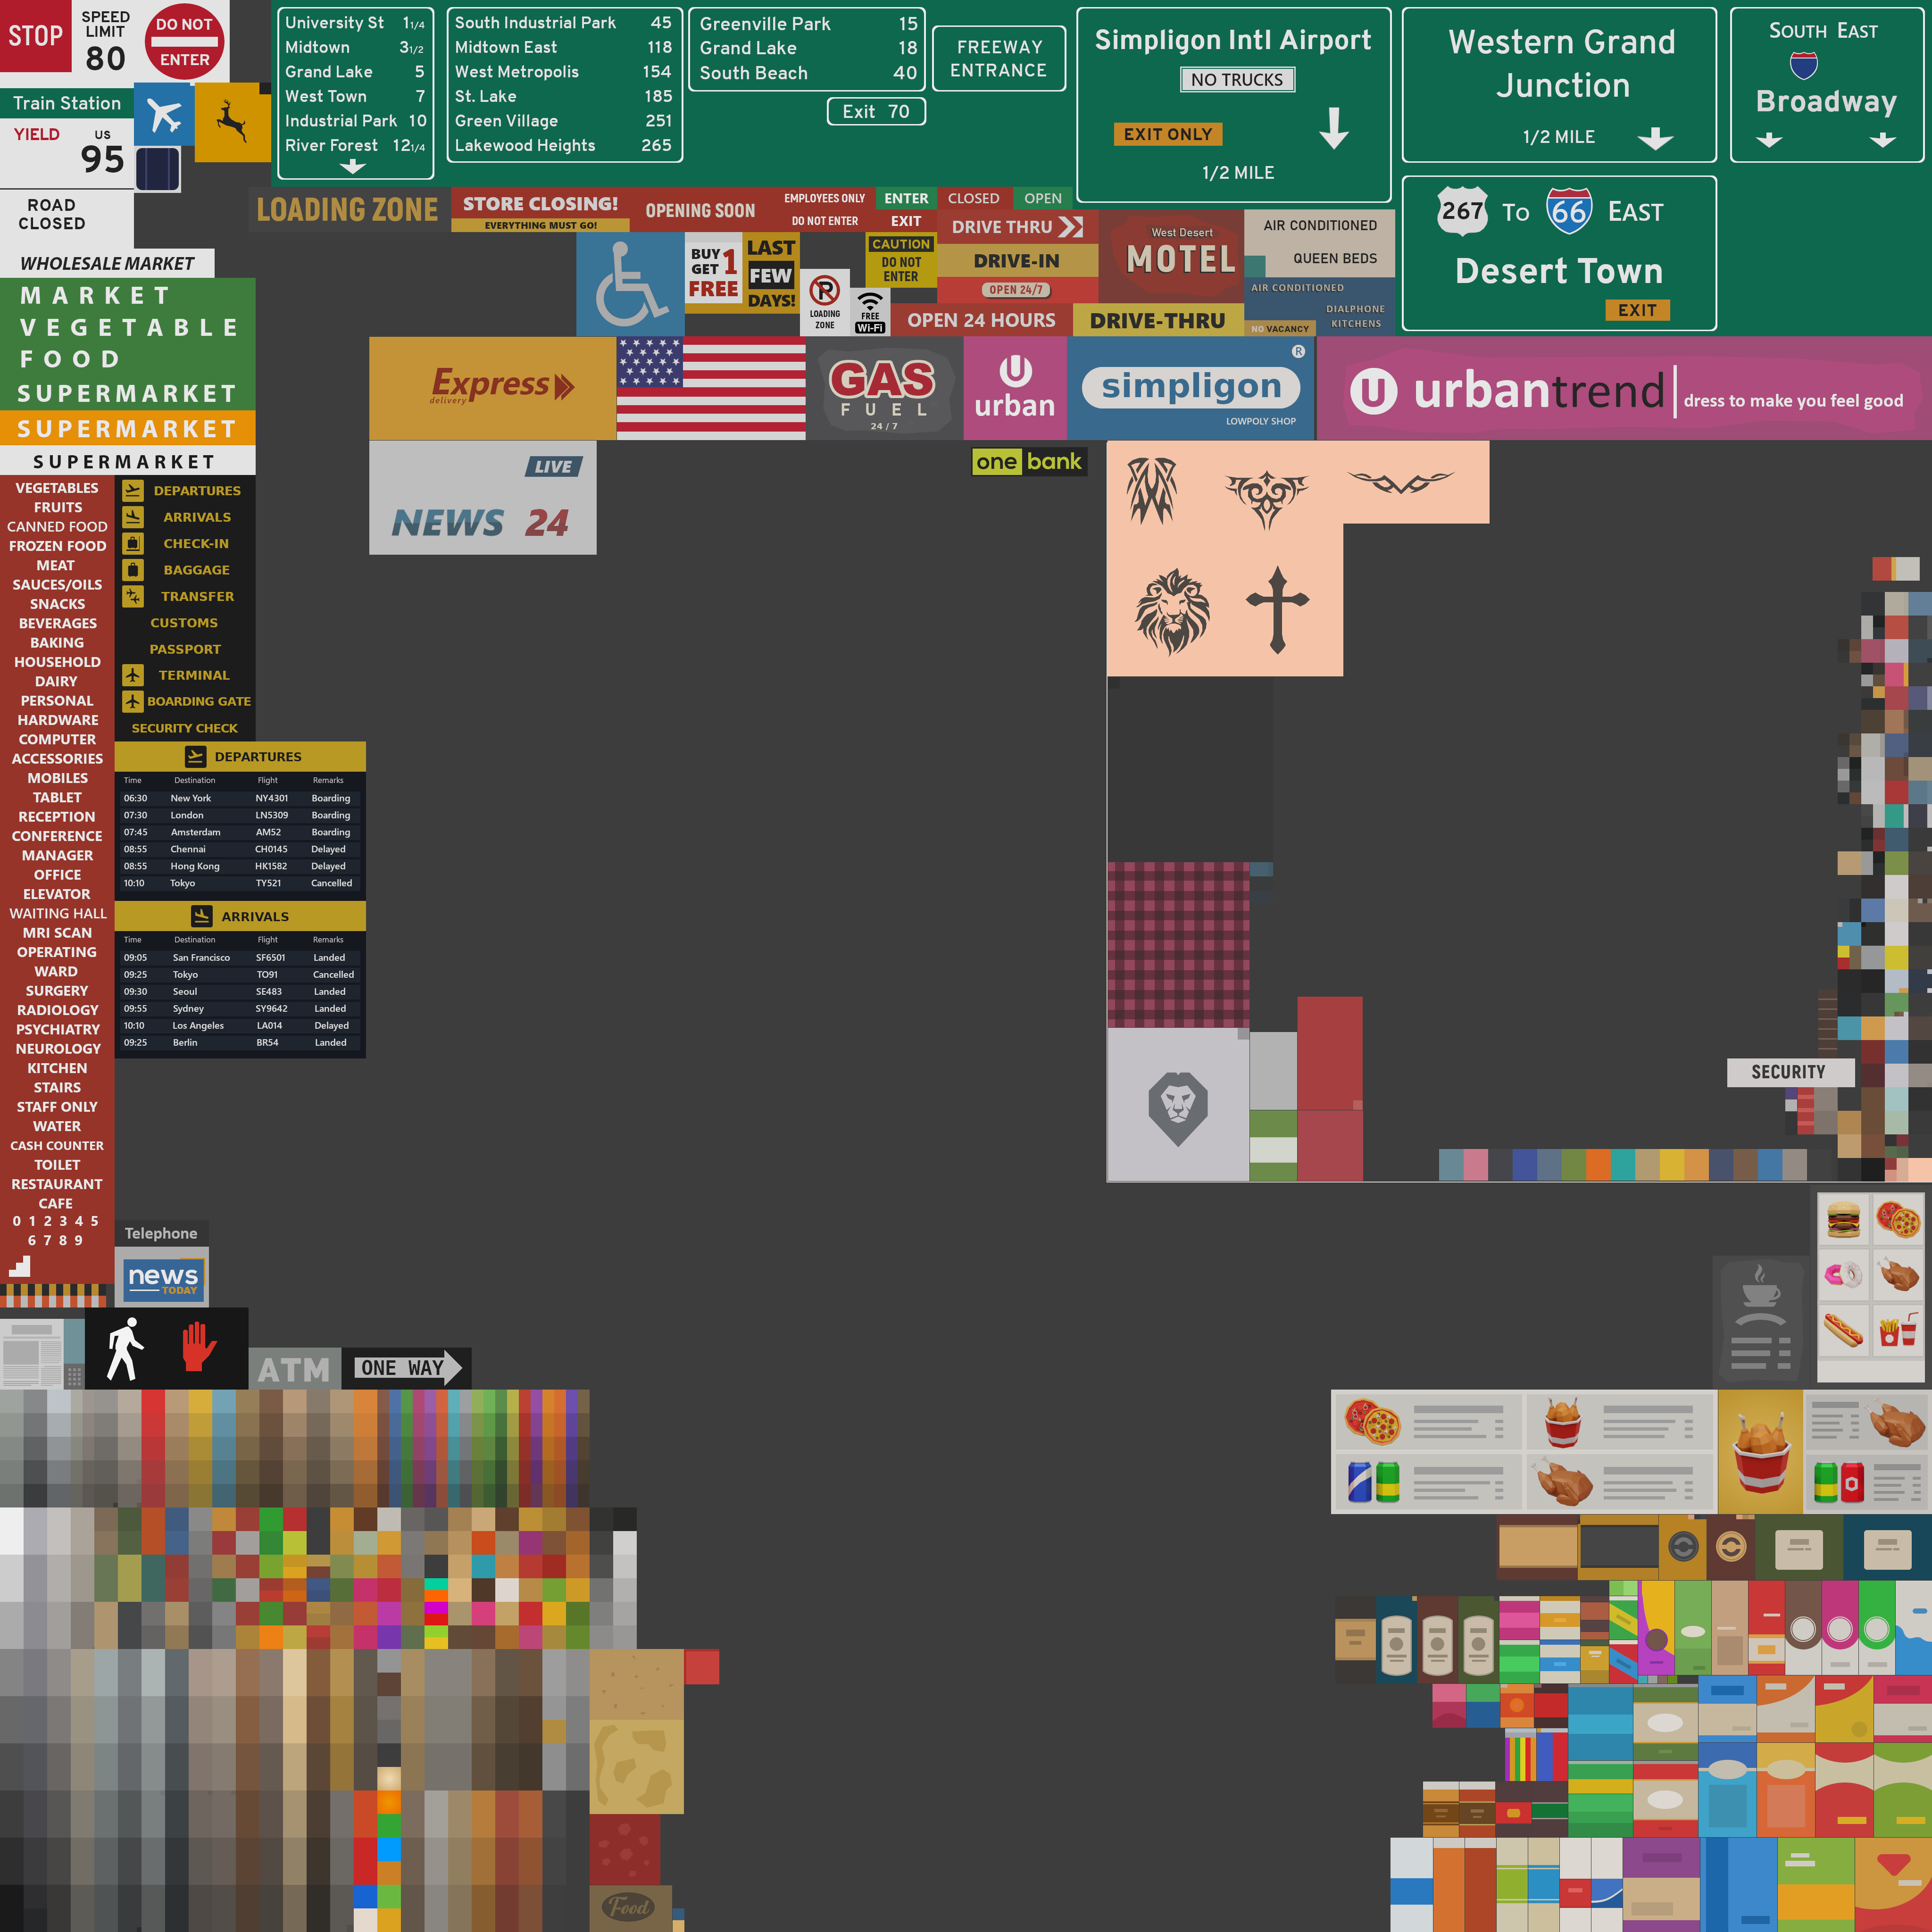 STOP
SPEED
LIMIT
80
DO NOT
ENTER
Train Station
YIELD
US
95
ROAD
CLOSED
University St 1 1/4
Midtown 3 1/2
Grand Lake 5
West Town 7
Industrial Park 10
River Forest 12 1/4
South Industrial Park 45
Midtown East 118
West Metropolis 154
St. Lake 185
Green Village 251
Lakewood Heights 265
Greenville Park 15
Grand Lake 18
South Beach 40
Exit 70
FREEWAY
ENTRANCE
Simpligon Intl Airport
NO TRUCKS
EXIT ONLY
1/2 MILE
Western Grand
Junction
1/2 MILE
SOUTH EAST
Broadway
267 TO 66 EAST
Desert Town
EXIT
LOADING ZONE
STORE CLOSING!
EVERYTHING MUST GO!
OPENING SOON
EMPLOYEES ONLY
DO NOT ENTER
ENTER
EXIT
CLOSED
OPEN
BUY 1
GET
FREE
LAST
FEW
DAYS!
LOADING
ZONE
CAUTION
DO NOT
ENTER
FREE
Wi-Fi
DRIVE THRU
DRIVE-IN
OPEN 24/7
OPEN 24 HOURS
DRIVE-THRU
West Desert
MOTEL
AIR CONDITIONED
QUEEN BEDS
AIR CONDITIONED
DIALPHONE
KITCHENS
NO VACANCY
WHOLESALE MARKET
MARKET
VEGETABLE
FOOD
SUPERMARKET
SUPERMARKET
SUPERMARKET
Express
delivery
GAS
FUEL
24 / 7
urban
simpligon
®
LOWPOLY SHOP
urbantrend
dress to make you feel good
LIVE
NEWS 24
one bank
VEGETABLES
FRUITS
CANNED FOOD
FROZEN FOOD
MEAT
SAUCES/OILS
SNACKS
BEVERAGES
BAKING
HOUSEHOLD
DAIRY
PERSONAL
HARDWARE
COMPUTER
ACCESSORIES
MOBILES
TABLET
RECEPTION
CONFERENCE
MANAGER
OFFICE
ELEVATOR
WAITING HALL
MRI SCAN
OPERATING
WARD
SURGERY
RADIOLOGY
PSYCHIATRY
NEUROLOGY
KITCHEN
STAIRS
STAFF ONLY
WATER
CASH COUNTER
TOILET
RESTAURANT
CAFE
0 1 2 3 4 5
6 7 8 9
DEPARTURES
ARRIVALS
CHECK-IN
BAGGAGE
TRANSFER
CUSTOMS
PASSPORT
TERMINAL
BOARDING GATE
SECURITY CHECK
DEPARTURES
Time Destination Flight Remarks
06:30 New York NY4301 Boarding
07:30 London LN5309 Boarding
07:45 Amsterdam AM52 Boarding
08:55 Chennai CH0145 Delayed
08:55 Hong Kong HK1582 Delayed
10:10 Tokyo TY521 Cancelled
ARRIVALS
Time Destination Flight Remarks
09:05 San Francisco SF6501 Landed
09:25 Tokyo TO91 Cancelled
09:30 Seoul SE483 Landed
09:55 Sydney SY9642 Landed
10:10 Los Angeles LA014 Delayed
09:25 Berlin BR54 Landed
SECURITY
Telephone
news
TODAY
ATM
ONE WAY
Food